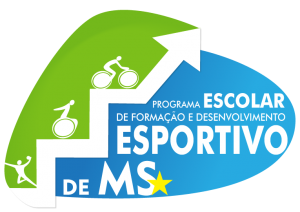 PROGRAMA ESCOLAR
DE FORMAÇÃO E DESENVOLVIMENTO
ESPORTIVO
DE MS